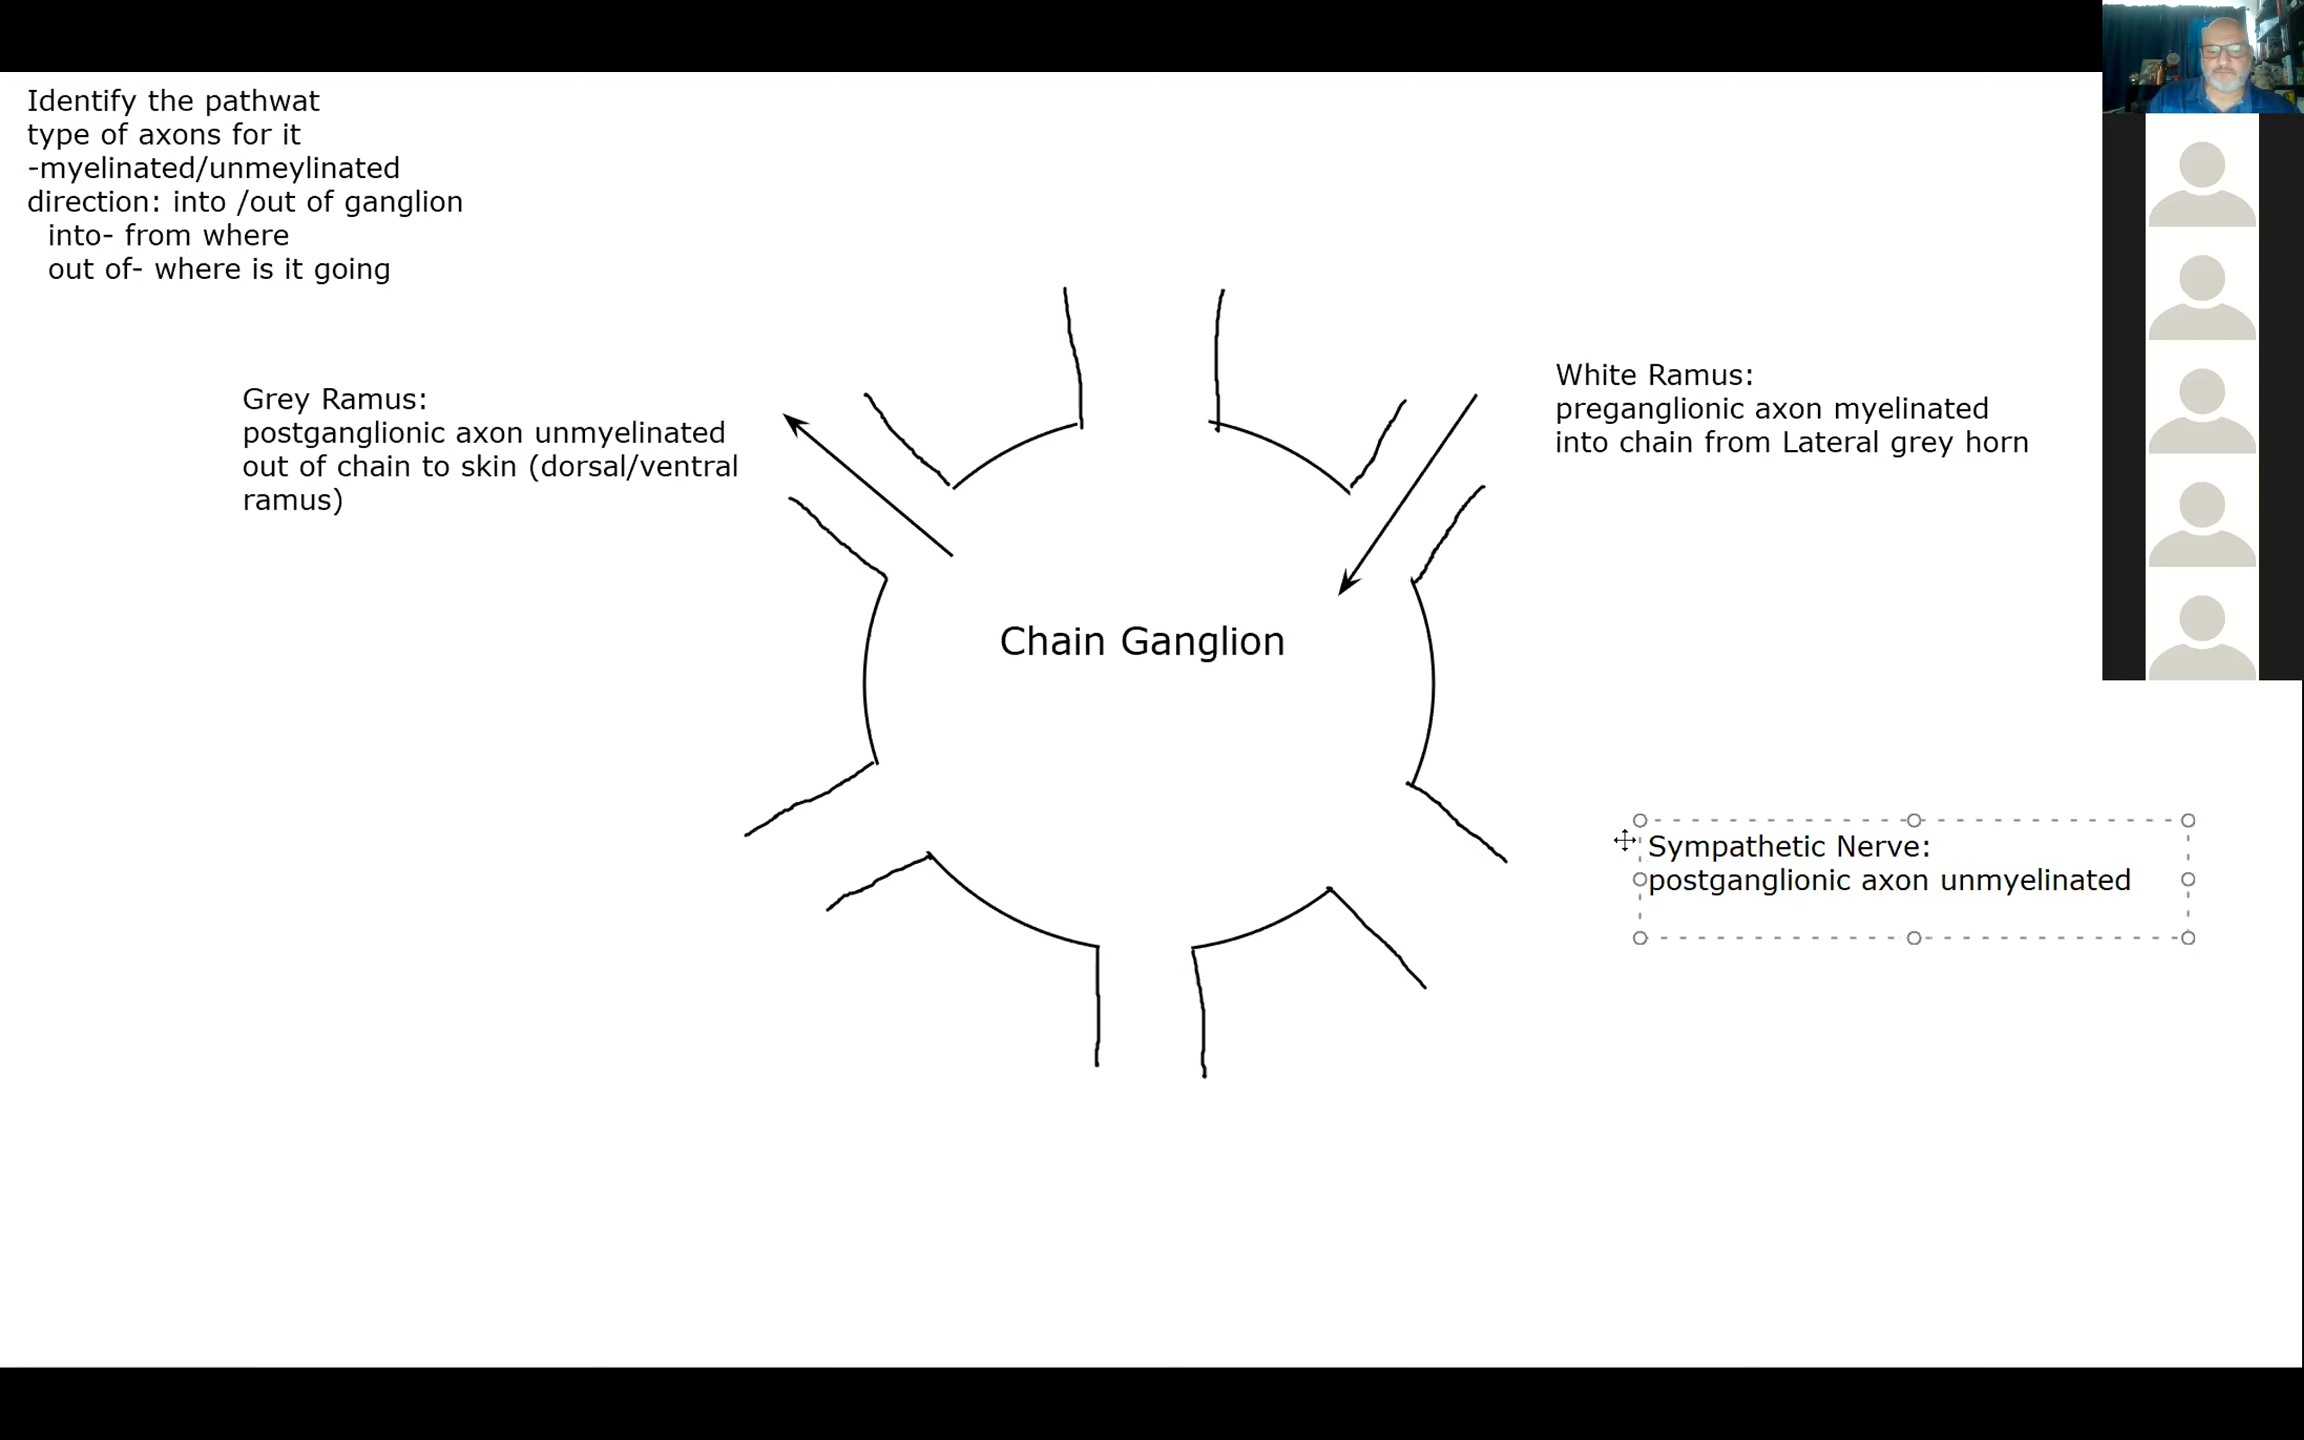 Identify the pathwat
type of axons for it
-myelinated/unmeylinated
direction: into /out of ganglion
into- from where
out of- where is it going
Grey Ramus:
postganglionic axon unmyelinated
out of chain to skin (dorsal/ventral
ramus)
White Ramus:
preganglionic axon myelinated
into chain from Lateral grey horn
Chain Ganglion
Sympathetic Nerve:
postganglionic axon unmyelinated